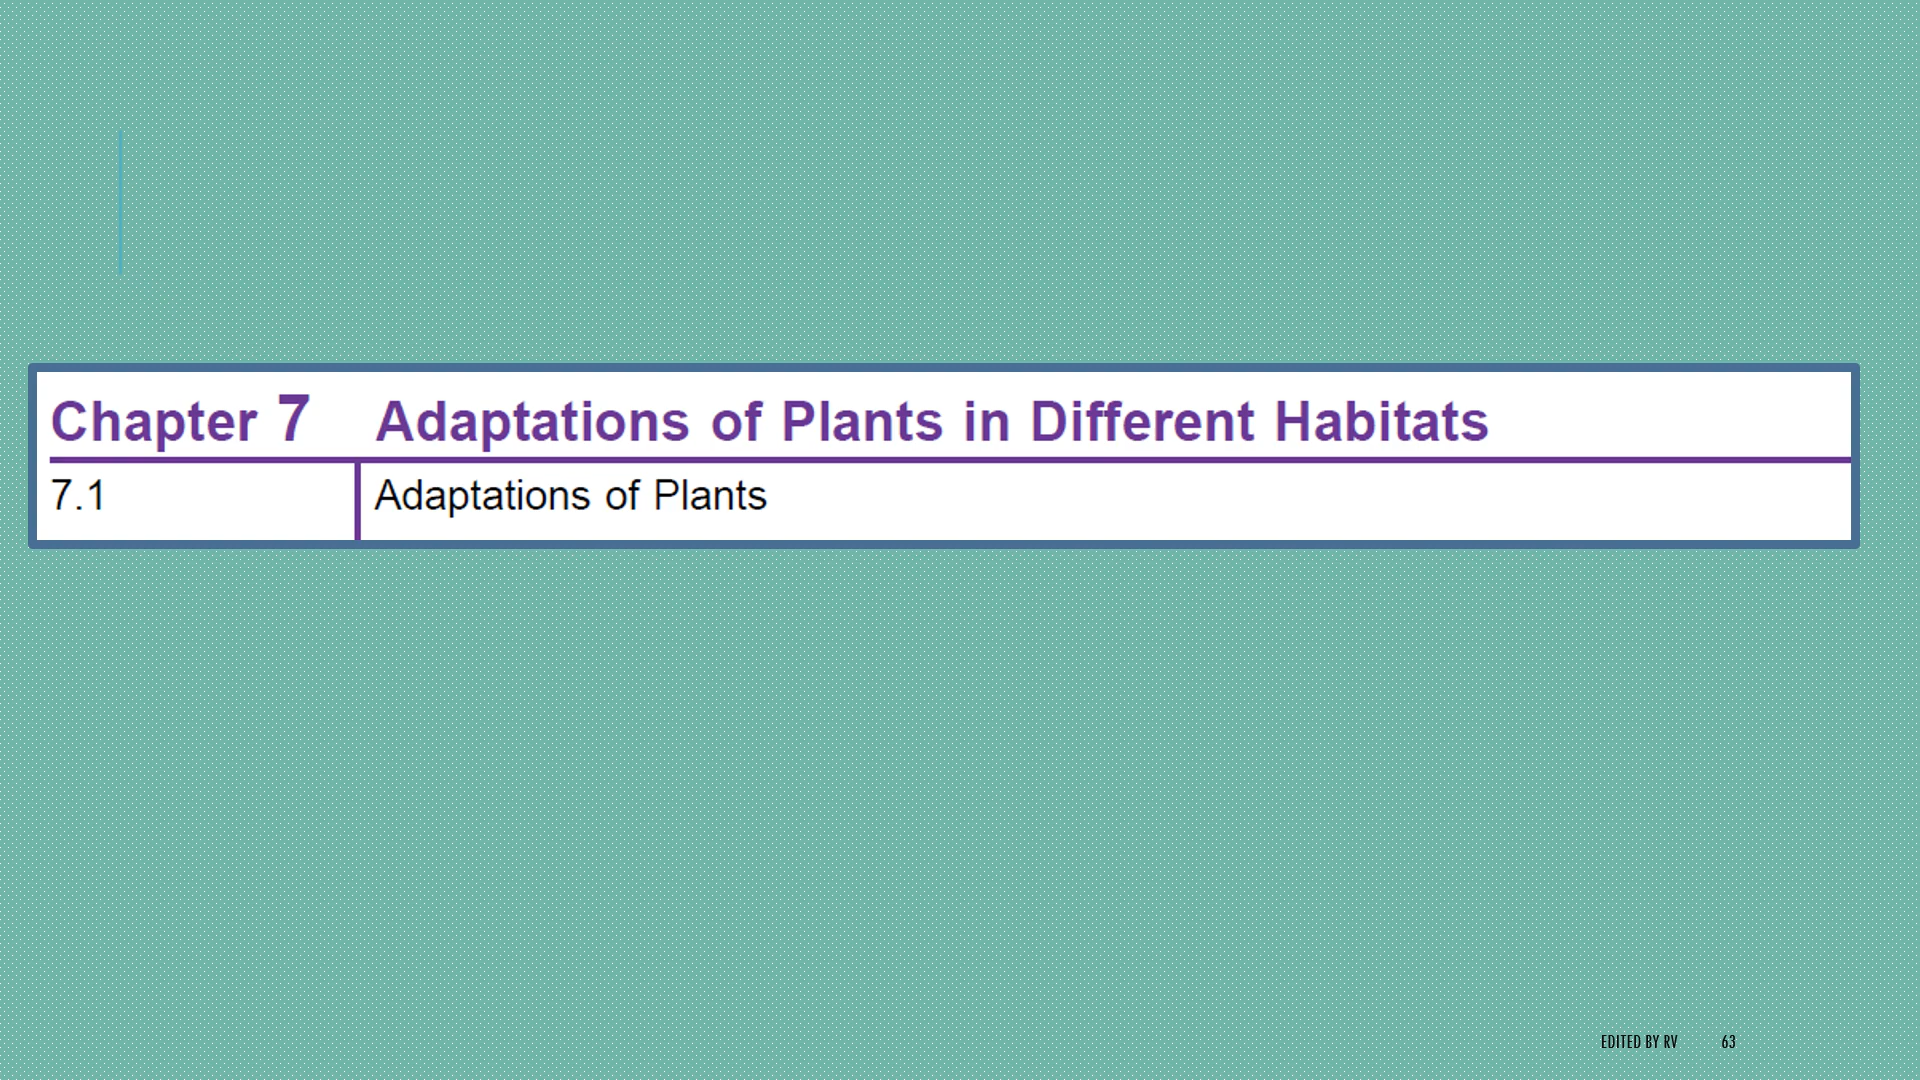 Chapter 7 Adaptations of Plants in Different Habitats
7.1 Adaptations of Plants
EDITED BY RV 63